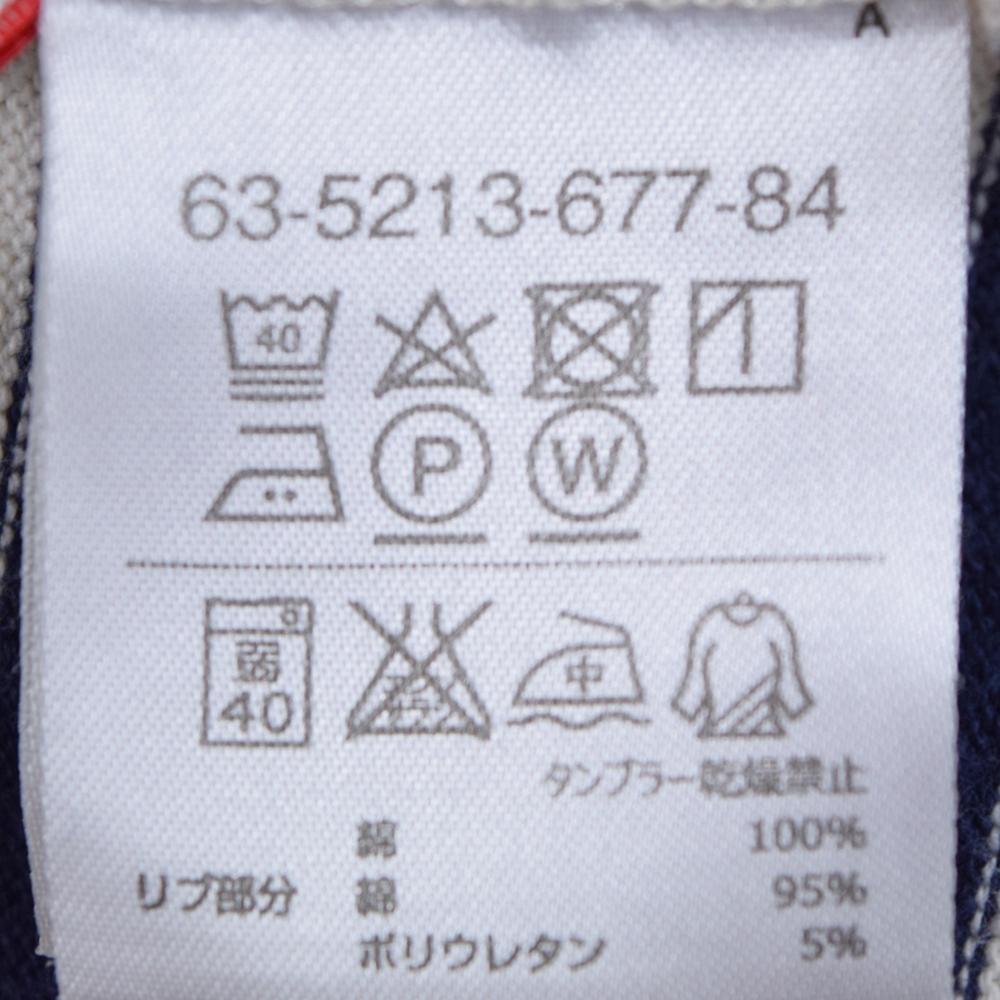 A
63-5213-677-84
40
P W
弱 中
40
タンブラー乾燥禁止
綿 100%
リブ部分 綿 95%
ポリウレタン 5%